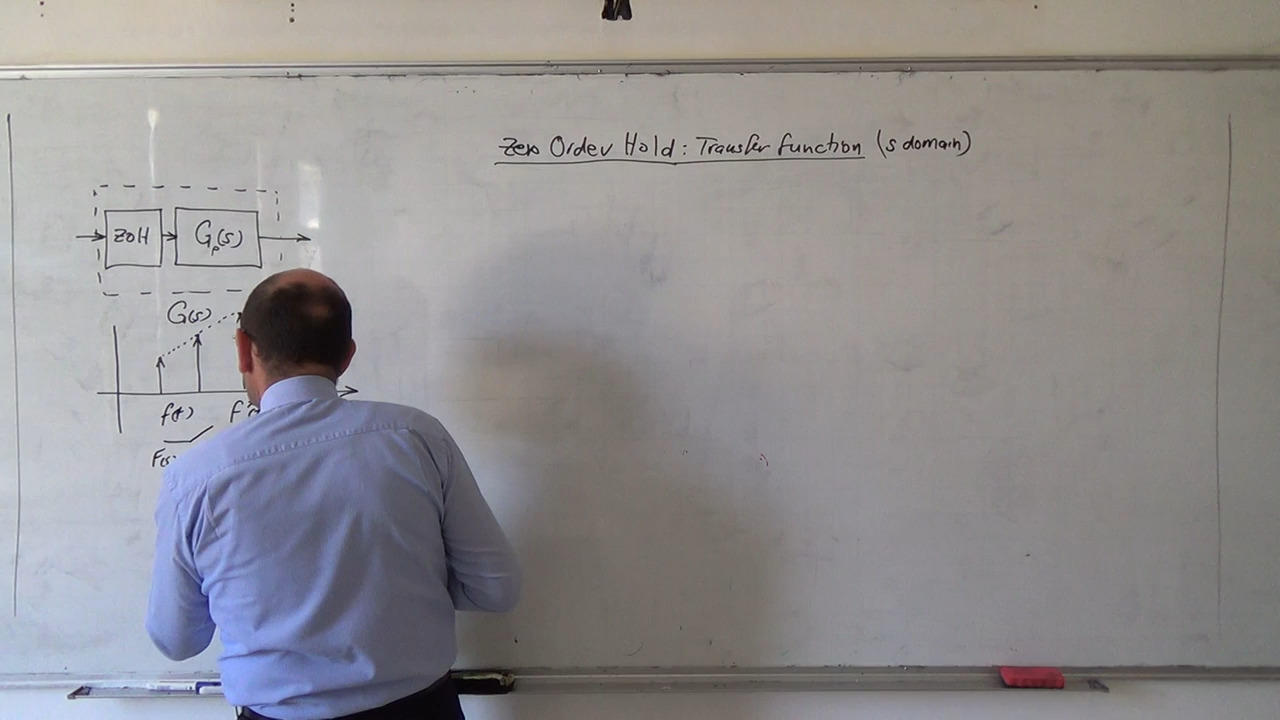 Zero Order Hold: Transfer function (s domain)
ZOH Gp(s)
G(s)
f(t)